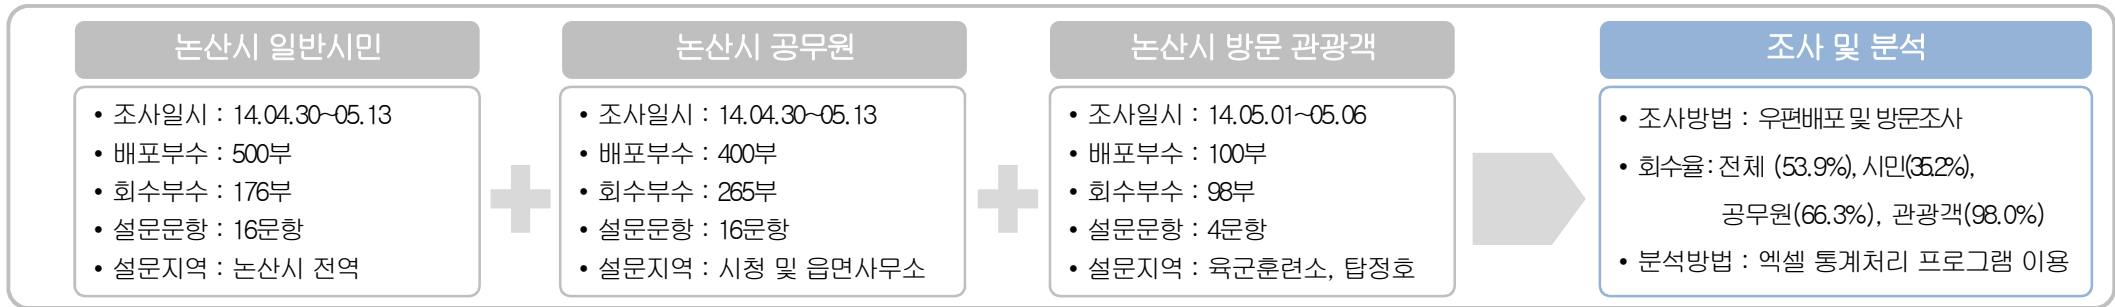 논산시 일반시민
• 조사일시 : 14.04.30~05.13
• 배포부수 : 500부
• 회수부수 : 176부
• 설문문항 : 16문항
• 설문지역 : 논산시 전역
논산시 공무원
• 조사일시 : 14.04.30~05.13
• 배포부수 : 400부
• 회수부수 : 265부
• 설문문항 : 16문항
• 설문지역 : 시청 및 읍면사무소
논산시 방문 관광객
• 조사일시 : 14.05.01~05.06
• 배포부수 : 100부
• 회수부수 : 98부
• 설문문항 : 4문항
• 설문지역 : 육군훈련소, 탑정호
조사 및 분석
• 조사방법 : 우편배포 및 방문조사
• 회수율 : 전체 (53.9%), 시민(35.2%),
공무원(66.3%), 관광객(98.0%)
• 분석방법 : 엑셀 통계처리 프로그램 이용